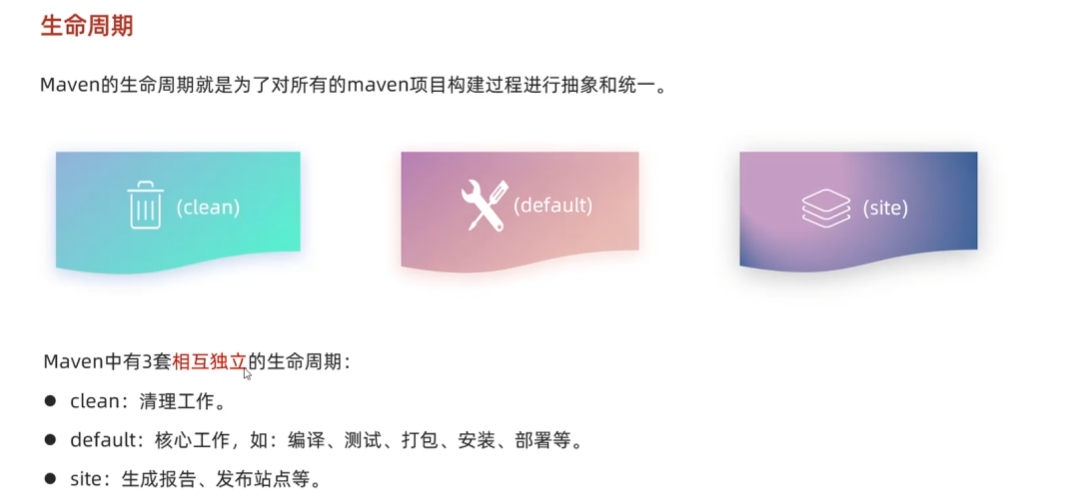 生命周期
Maven的生命周期就是为了对所有的maven项目构建过程进行抽象和统一。
(clean)
(default)
(site)
Maven中有3套相互独立的生命周期：
● clean：清理工作。
● default：核心工作，如：编译、测试、打包、安装、部署等。
● site：生成报告、发布站点等。